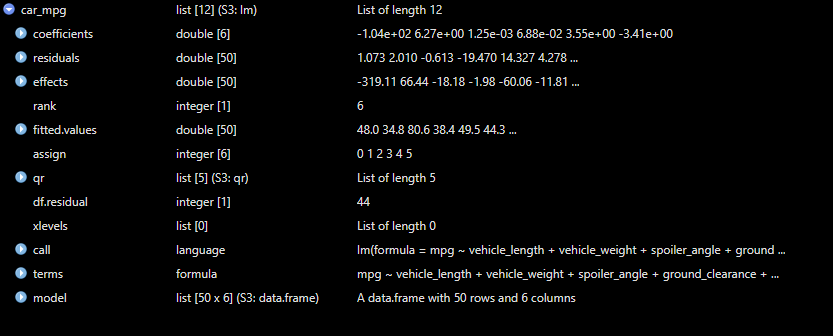 car_mpg list [12] (S3: lm) List of length 12
coefficients double [6] -1.04e+02 6.27e+00 1.25e-03 6.88e-02 3.55e+00 -3.41e+00
residuals double [50] 1.073 2.010 -0.613 -19.470 14.327 4.278 ...
effects double [50] -319.11 66.44 -18.18 -1.98 -60.06 -11.81 ...
rank integer [1] 6
fitted.values double [50] 48.0 34.8 80.6 38.4 49.5 44.3 ...
assign integer [6] 0 1 2 3 4 5
qr list [5] (S3: qr) List of length 5
df.residual integer [1] 44
xlevels list [0] List of length 0
call language lm(formula = mpg ~ vehicle_length + vehicle_weight + spoiler_angle + ground ...
terms formula mpg ~ vehicle_length + vehicle_weight + spoiler_angle + ground_clearance + ...
model list [50 x 6] (S3: data.frame) A data.frame with 50 rows and 6 columns